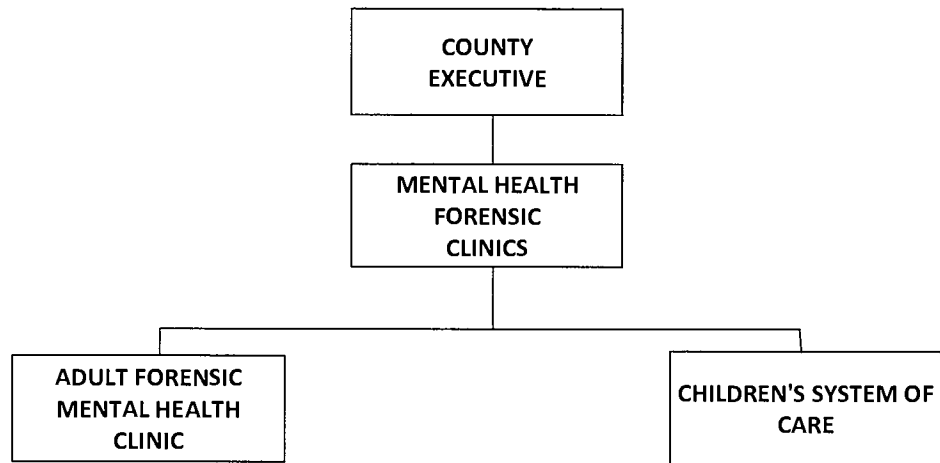 COUNTY
EXECUTIVE
MENTAL HEALTH
FORENSIC
CLINICS
ADULT FORENSIC
MENTAL HEALTH
CLINIC
CHILDREN'S SYSTEM OF
CARE